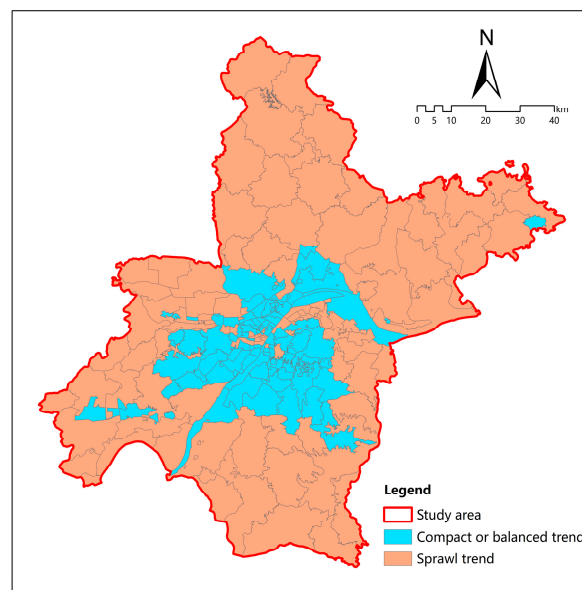 N
km
0 5 10 20 30 40
Legend
Study area
Compact or balanced trend
Sprawl trend